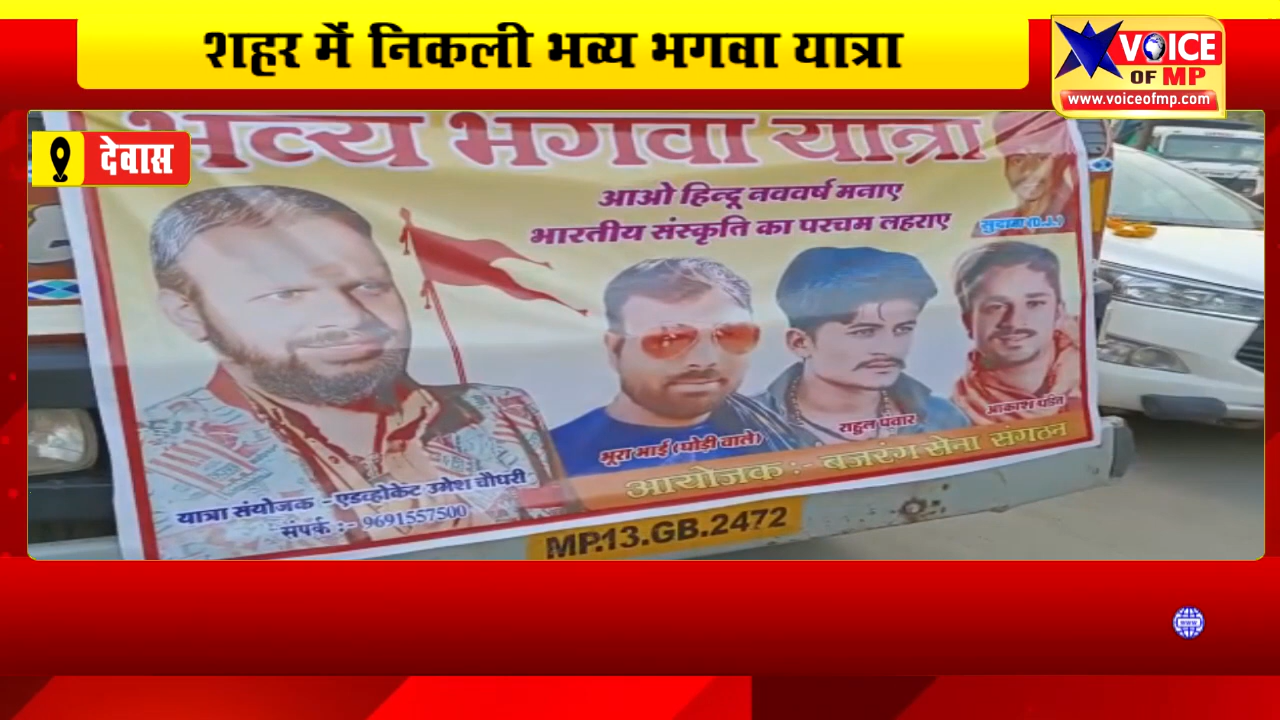 शहर में निकली भव्य भगवा यात्रा
VOICE
OF MP
www.voiceofmp.com
देवास
भव्य भगवा यात्रा
आओ हिन्दू नववर्ष मनाए
भारतीय संस्कृति का परचम लहराए
सुदामा (D.J.)
भूरा भाई (घोड़ी वाले)
राहुल पंवार
आकाश पंडित
यात्रा संयोजक - एडव्होकेट उमेश चौधरी
संपर्क :- 9691557500
आयोजक :- बजरंग सेना संगठन
MP.13.GB.2472
www